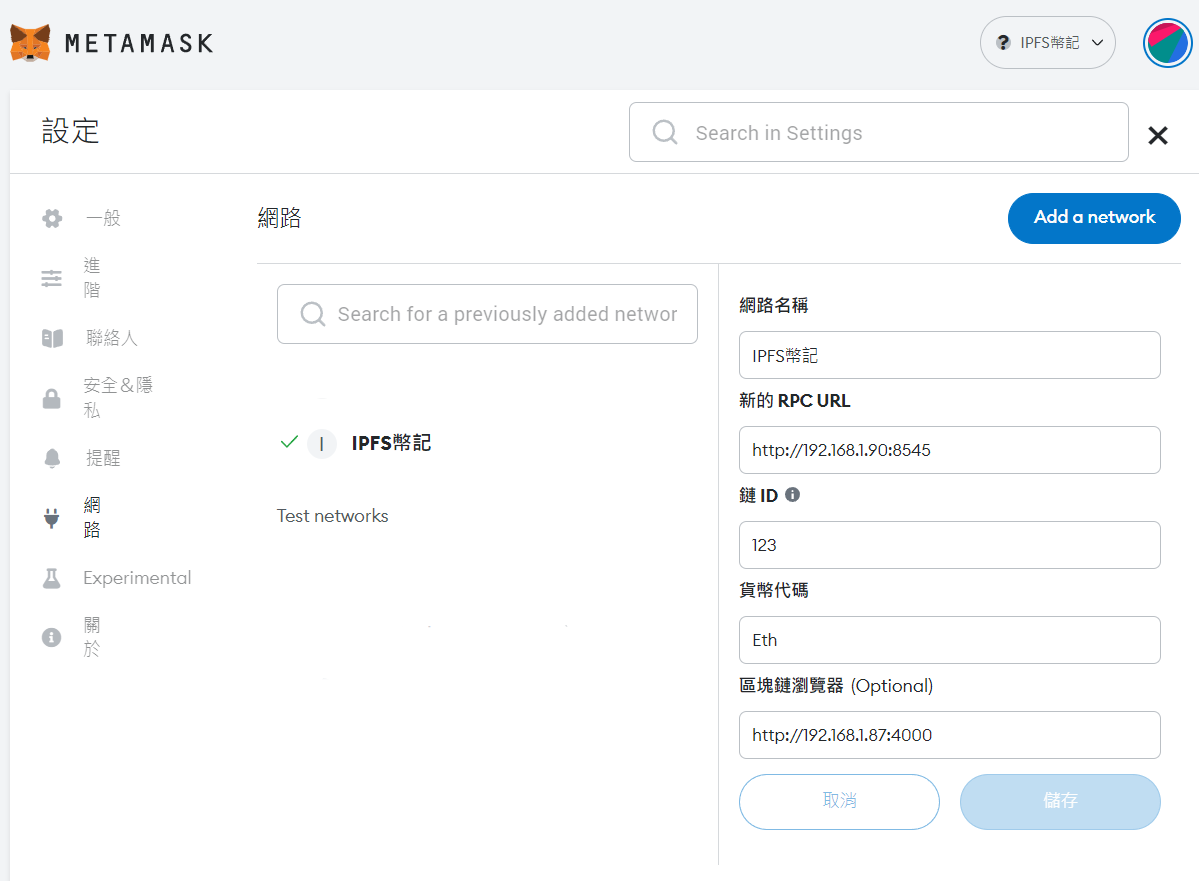 METAMASK
IPFS幣記
設定
Search in Settings
一般
進
階
聯絡人
安全＆隱
私
提醒
網
路
Experimental
關
於
網路
Add a network
Search for a previously added networ
I IPFS幣記
Test networks
網路名稱
IPFS幣記
新的 RPC URL
http://192.168.1.90:8545
鏈 ID
123
貨幣代碼
Eth
區塊鏈瀏覽器 (Optional)
http://192.168.1.87:4000
取消
儲存